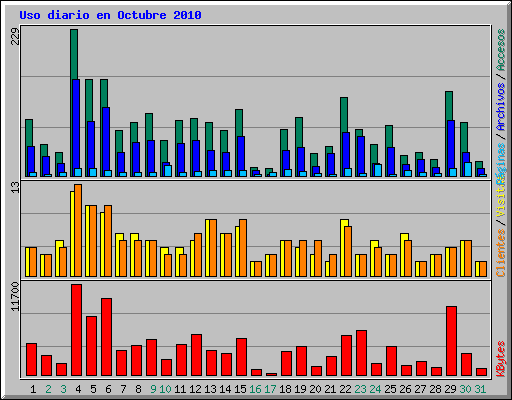 Uso diario en Octubre 2010
229
13
11700
Accesos
/ Archivos /
Páginas
Visitas
Clientes /
KBytes
1 2 3 4 5 6 7 8 9 10 11 12 13 14 15 16 17 18 19 20 21 22 23 24 25 26 27 28 29 30 31